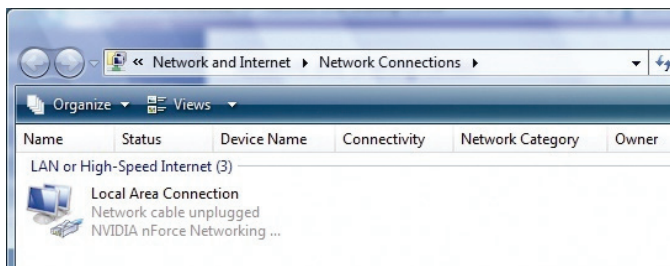 « Network and Internet ▸ Network Connections ▸
Organize ▾ Views ▾
Name Status Device Name Connectivity Network Category Owner
LAN or High-Speed Internet (3)
Local Area Connection
Network cable unplugged
NVIDIA nForce Networking ...